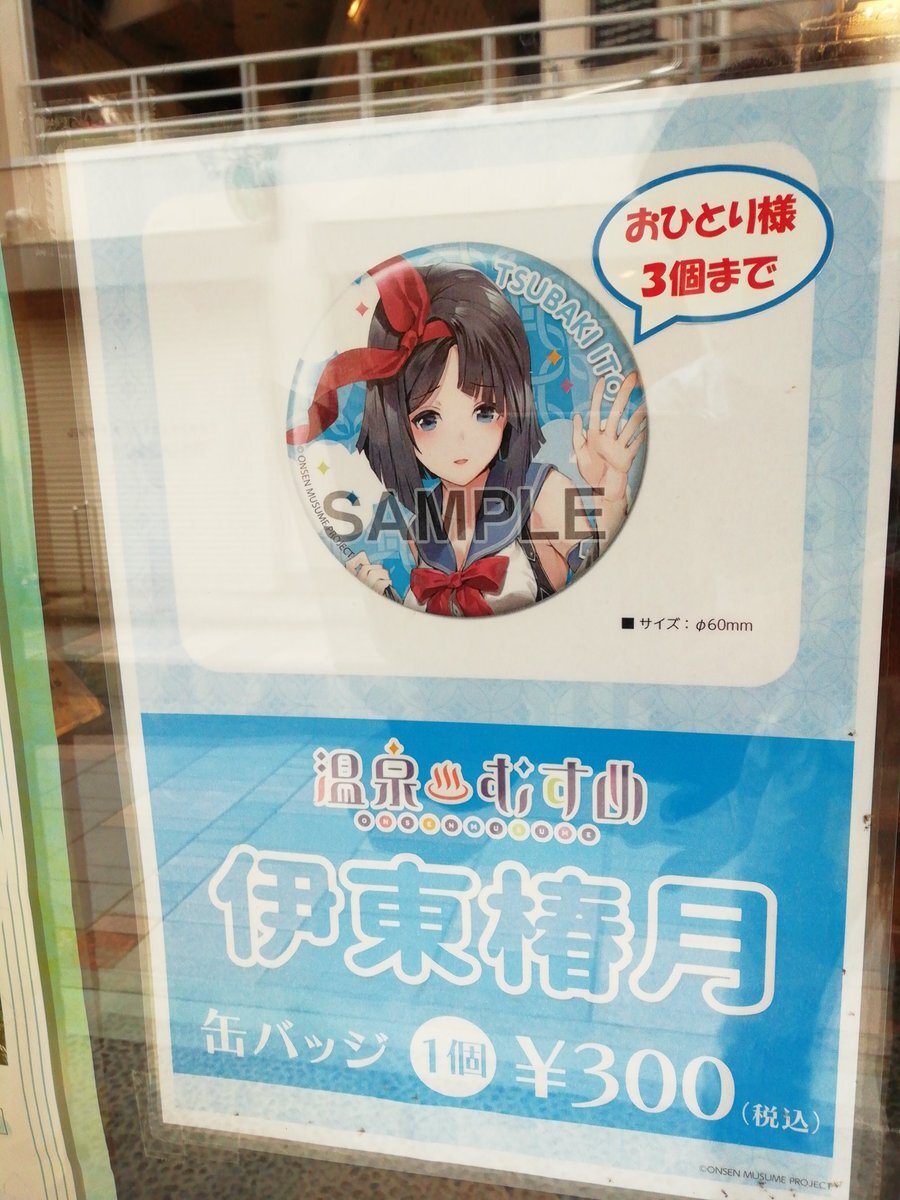 おひとり様
3個まで
TSUBAKI ITO
©ONSEN MUSUME PROJECT
SAMPLE
■ サイズ：φ60mm
温泉♨むすめ
ONSENMUSUME
伊東椿月
缶バッジ 1個 ¥300(税込)
©ONSEN MUSUME PROJECT